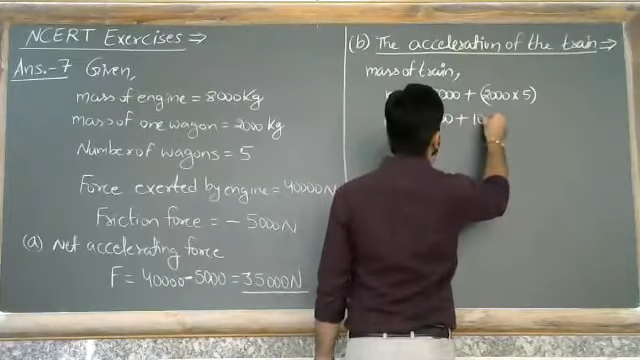 NCERT Exercises ⇒
Ans.-7 Given,
mass of engine = 8000 Kg
mass of one wagon = 2000 Kg
Number of wagons = 5
Force exerted by engine = 40000N
Friction force = - 5000N
(a) Net accelerating force
F = 40000-5000 = 35000N
(b) The acceleration of the train ⇒
mass of train,
000 + (2000 x 5)